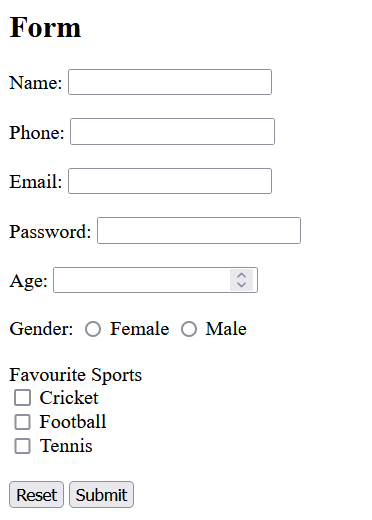 Form
Name:
Phone:
Email:
Password:
Age:
Gender: Female Male
Favourite Sports
Cricket
Football
Tennis
Reset Submit